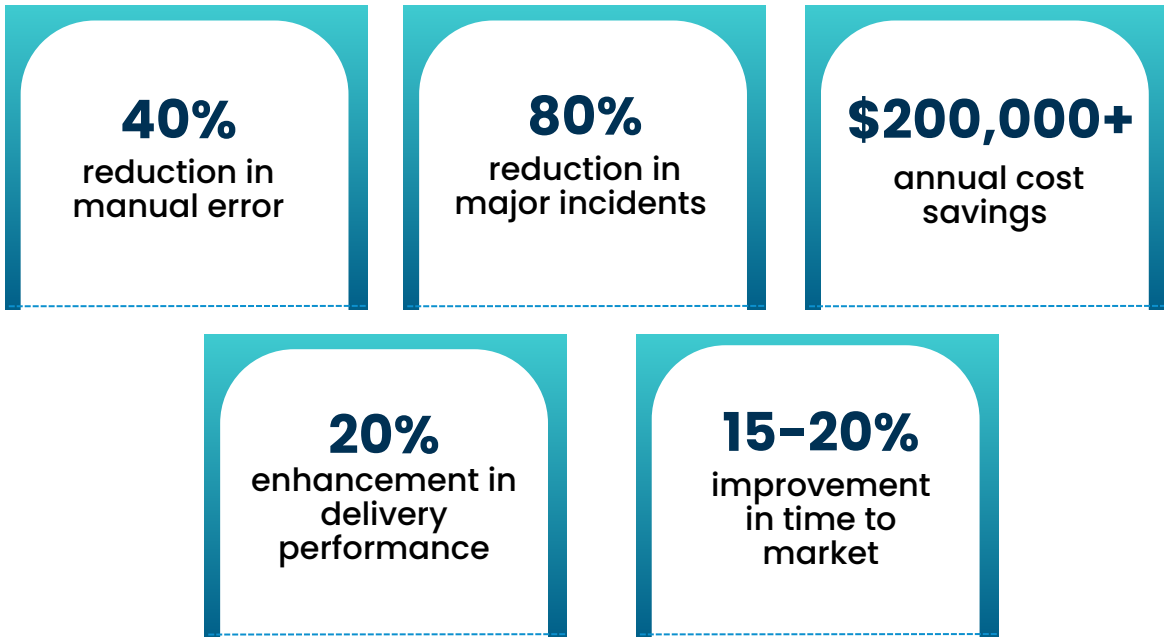 40%
reduction in
manual error
80%
reduction in
major incidents
$200,000+
annual cost
savings
20%
enhancement in
delivery
performance
15-20%
improvement
in time to
market